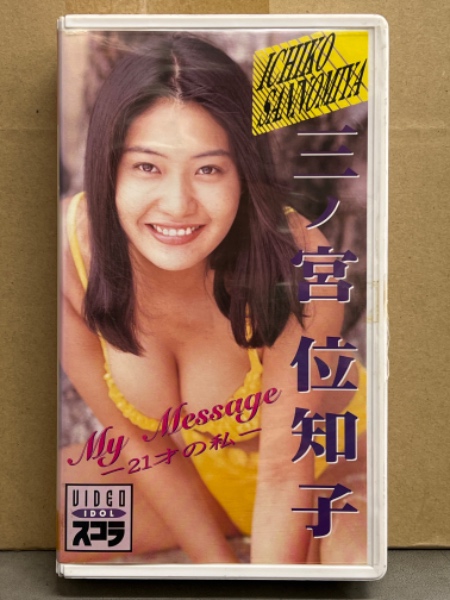 ICHIKO
SANNOMIYA
三ノ宮 位知子
My Message
－21才の私－
VIDEO
IDOL
スコラ